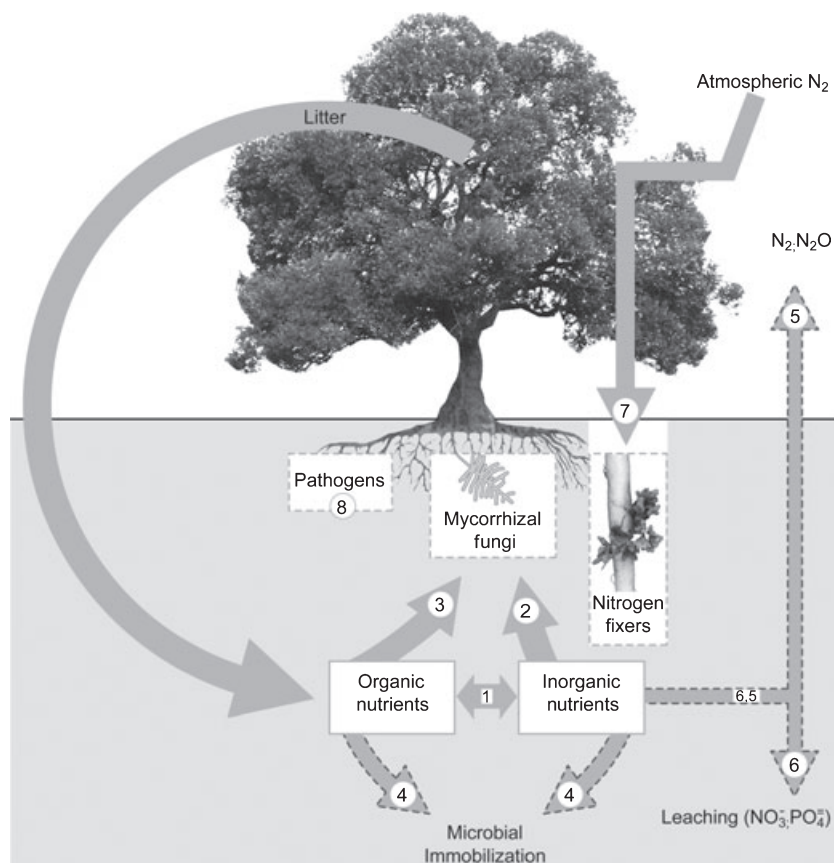 Atmospheric N₂
Litter
N₂;N₂O
5
7
Pathogens
8
Mycorrhizal
fungi
Nitrogen
fixers
3
2
Organic
nutrients
1
Inorganic
nutrients
6,5
6
4
4
Leaching (NO₃⁻;PO₄≡)
Microbial
Immobilization